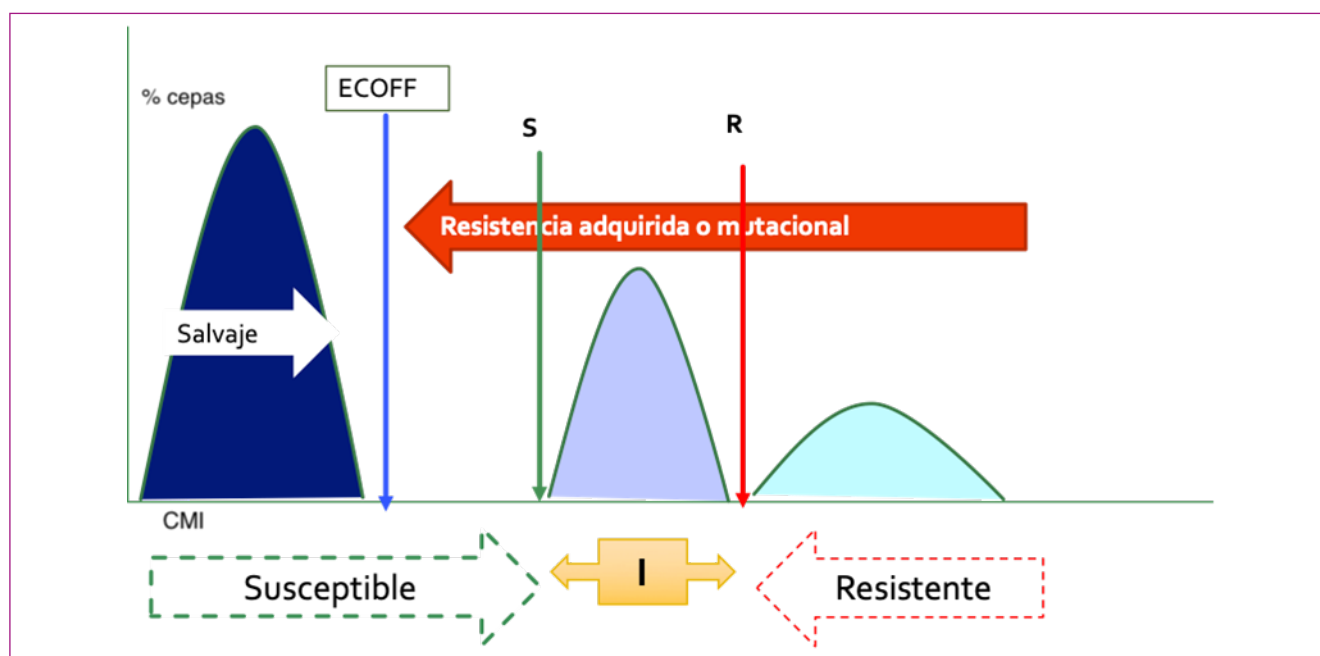 ECOFF
% cepas
S
R
Resistencia adquirida o mutacional
Salvaje
CMI
Susceptible
I
Resistente